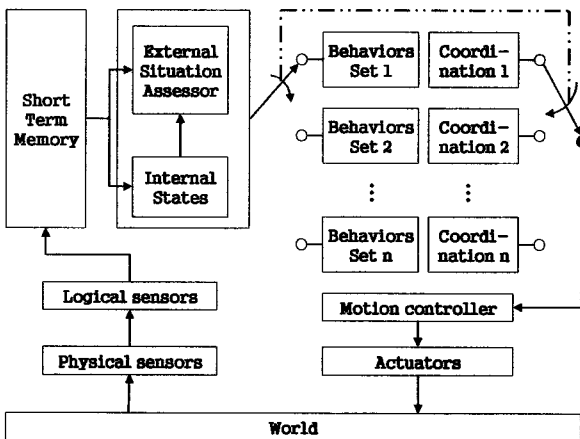 Short
Term
Memory
External
Situation
Assessor
Internal
States
Behaviors
Set 1
Coordi-
nation 1
Behaviors
Set 2
Coordi-
nation 2
Behaviors
Set n
Coordi-
nation n
Logical sensors
Physical sensors
Motion controller
Actuators
World